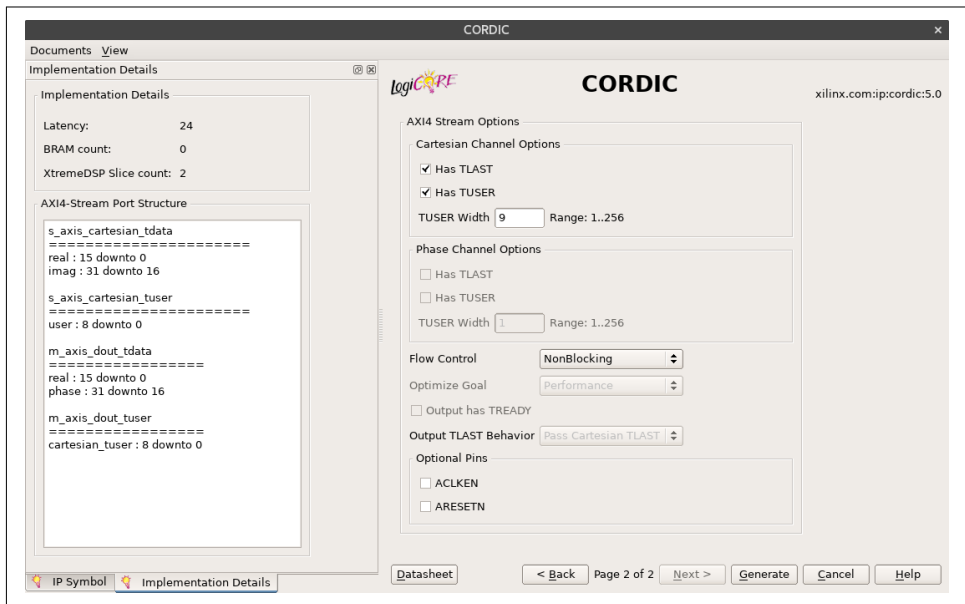 CORDIC ×
Documents View
Implementation Details
Implementation Details
Latency: 24
BRAM count: 0
XtremeDSP Slice count: 2
AXI4-Stream Port Structure
s_axis_cartesian_tdata
======================
real : 15 downto 0
imag : 31 downto 16
s_axis_cartesian_tuser
======================
user : 8 downto 0
m_axis_dout_tdata
=================
real : 15 downto 0
phase : 31 downto 16
m_axis_dout_tuser
=================
cartesian_tuser : 8 downto 0
IP Symbol Implementation Details
LogiCORE
CORDIC
xilinx.com:ip:cordic:5.0
AXI4 Stream Options
Cartesian Channel Options
Has TLAST
Has TUSER
TUSER Width 9 Range: 1..256
Phase Channel Options
Has TLAST
Has TUSER
TUSER Width 1 Range: 1..256
Flow Control NonBlocking
Optimize Goal Performance
Output has TREADY
Output TLAST Behavior Pass Cartesian TLAST
Optional Pins
ACLKEN
ARESETN
Datasheet < Back Page 2 of 2 Next > Generate Cancel Help